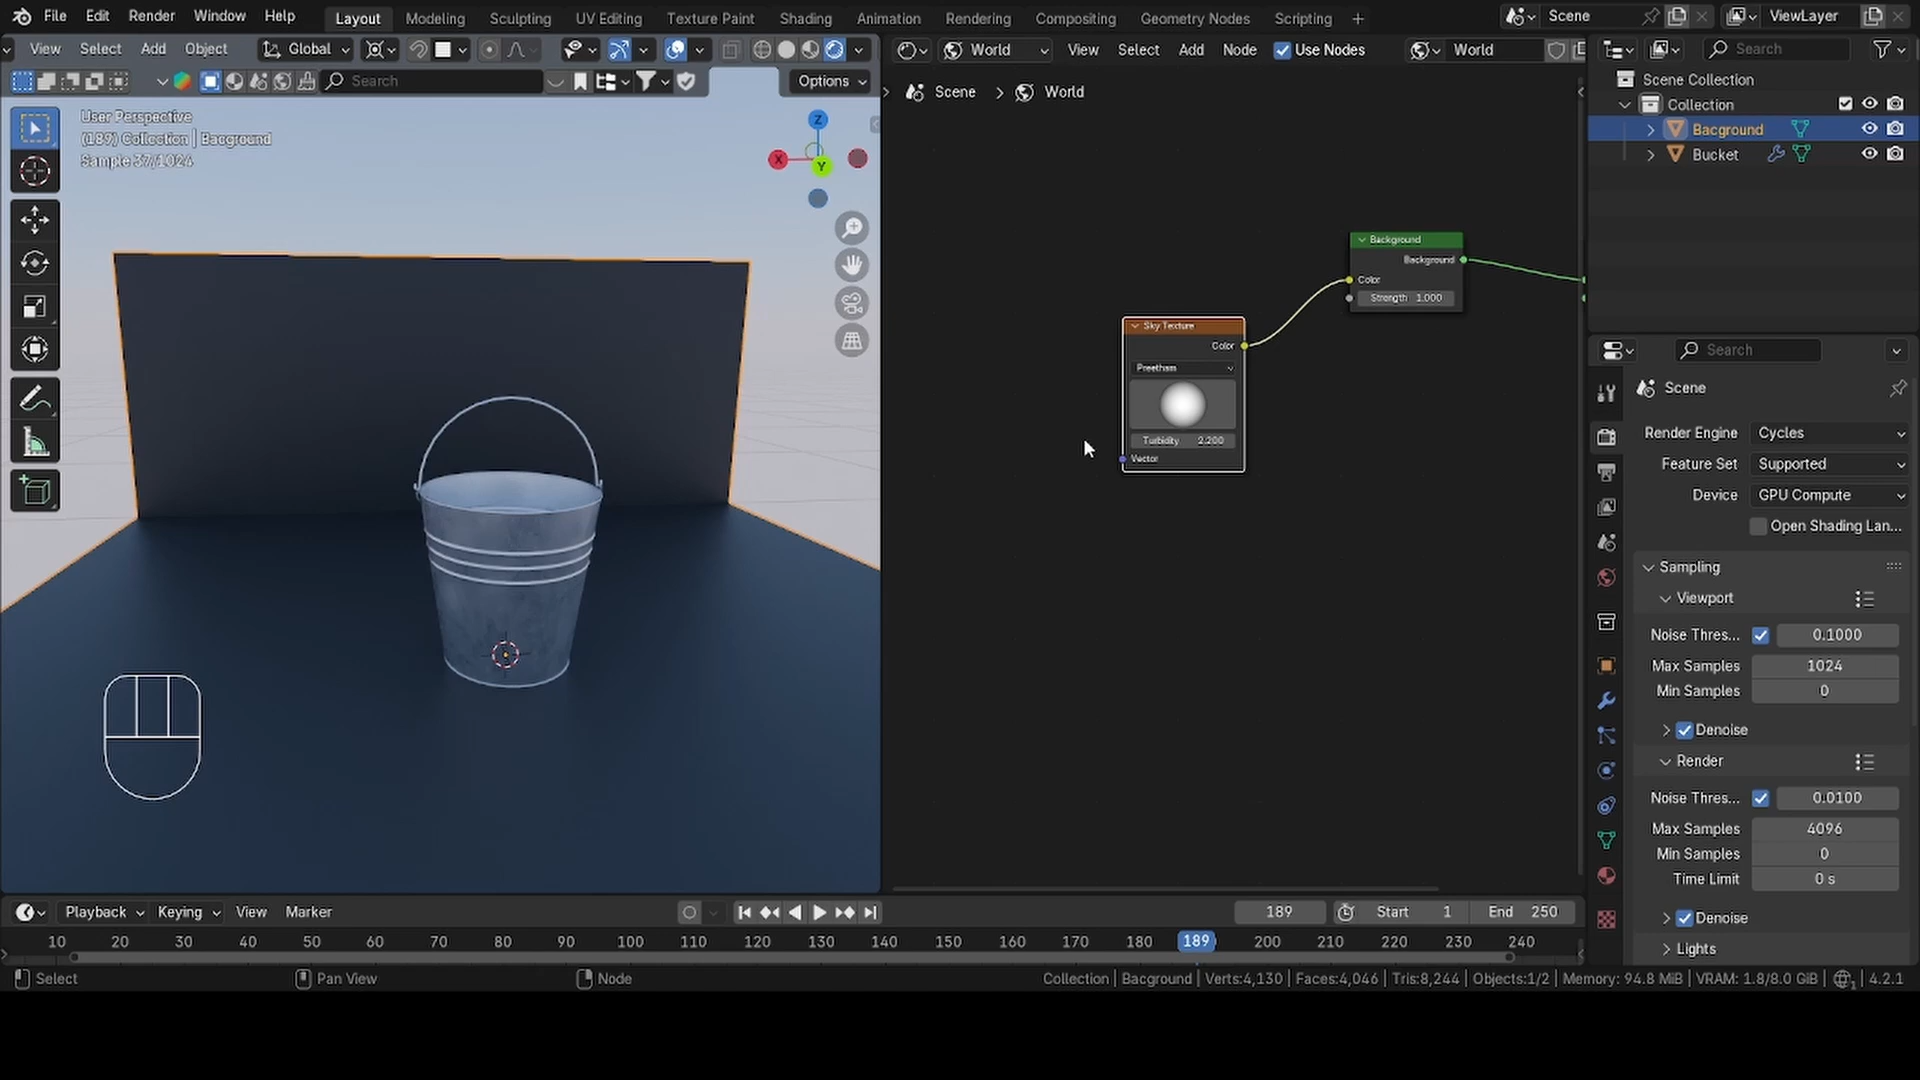 File Edit Render Window Help Layout Modeling Sculpting UV Editing Texture Paint Shading Animation Rendering Compositing Geometry Nodes Scripting + Scene ViewLayer
View Select Add Object Global World View Select Add Node Use Nodes World Search
Search Options
Scene > World
Scene Collection
Collection
Bacground
Bucket
User Perspective
(189) Collection | Bacground
Sample 37/1024
Z
X
Y
Background
Background
Color
Strength 1.000
Sky Texture
Color
Preetham
Turbidity 2.200
Vector
Search
Scene
Render Engine Cycles
Feature Set Supported
Device GPU Compute
Open Shading Lan...
Sampling
Viewport
Noise Thres... 0.1000
Max Samples 1024
Min Samples 0
Denoise
Render
Noise Thres... 0.0100
Max Samples 4096
Min Samples 0
Time Limit 0 s
Denoise
Lights
Playback Keying View Marker 189 Start 1 End 250
10 20 30 40 50 60 70 80 90 100 110 120 130 140 150 160 170 180 189 200 210 220 230 240
Select Pan View Node Collection | Bacground | Verts:4,130 | Faces:4,046 | Tris:8,244 | Objects:1/2 | Memory: 94.8 MiB | VRAM: 1.8/8.0 GiB | 4.2.1